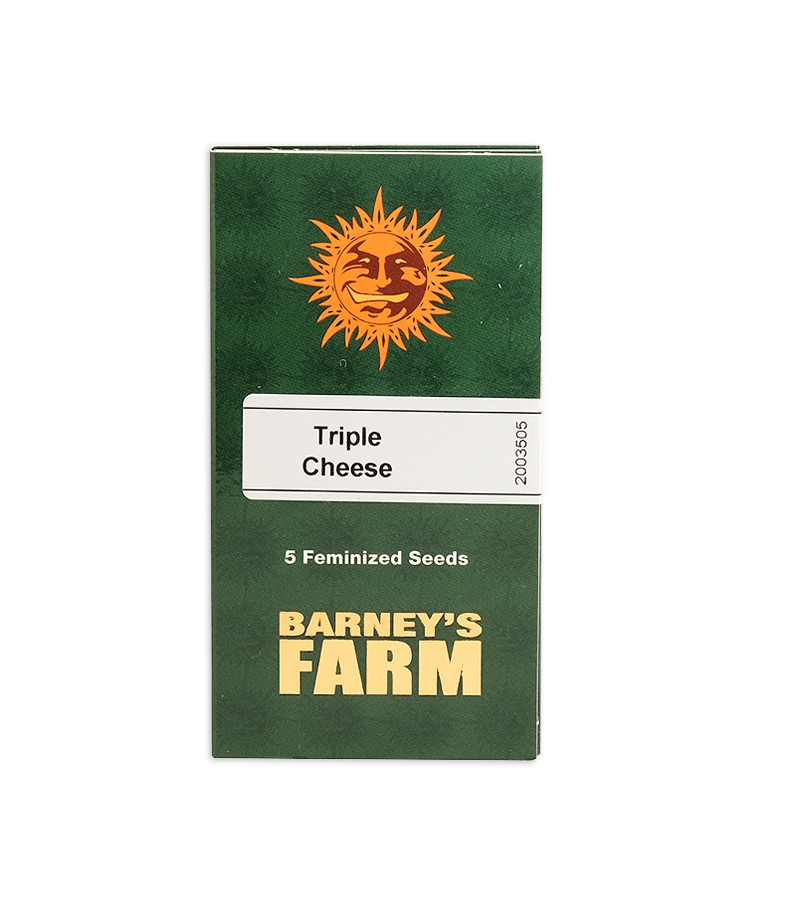 Triple
Cheese
2003505
5 Feminized Seeds
BARNEY'S
FARM